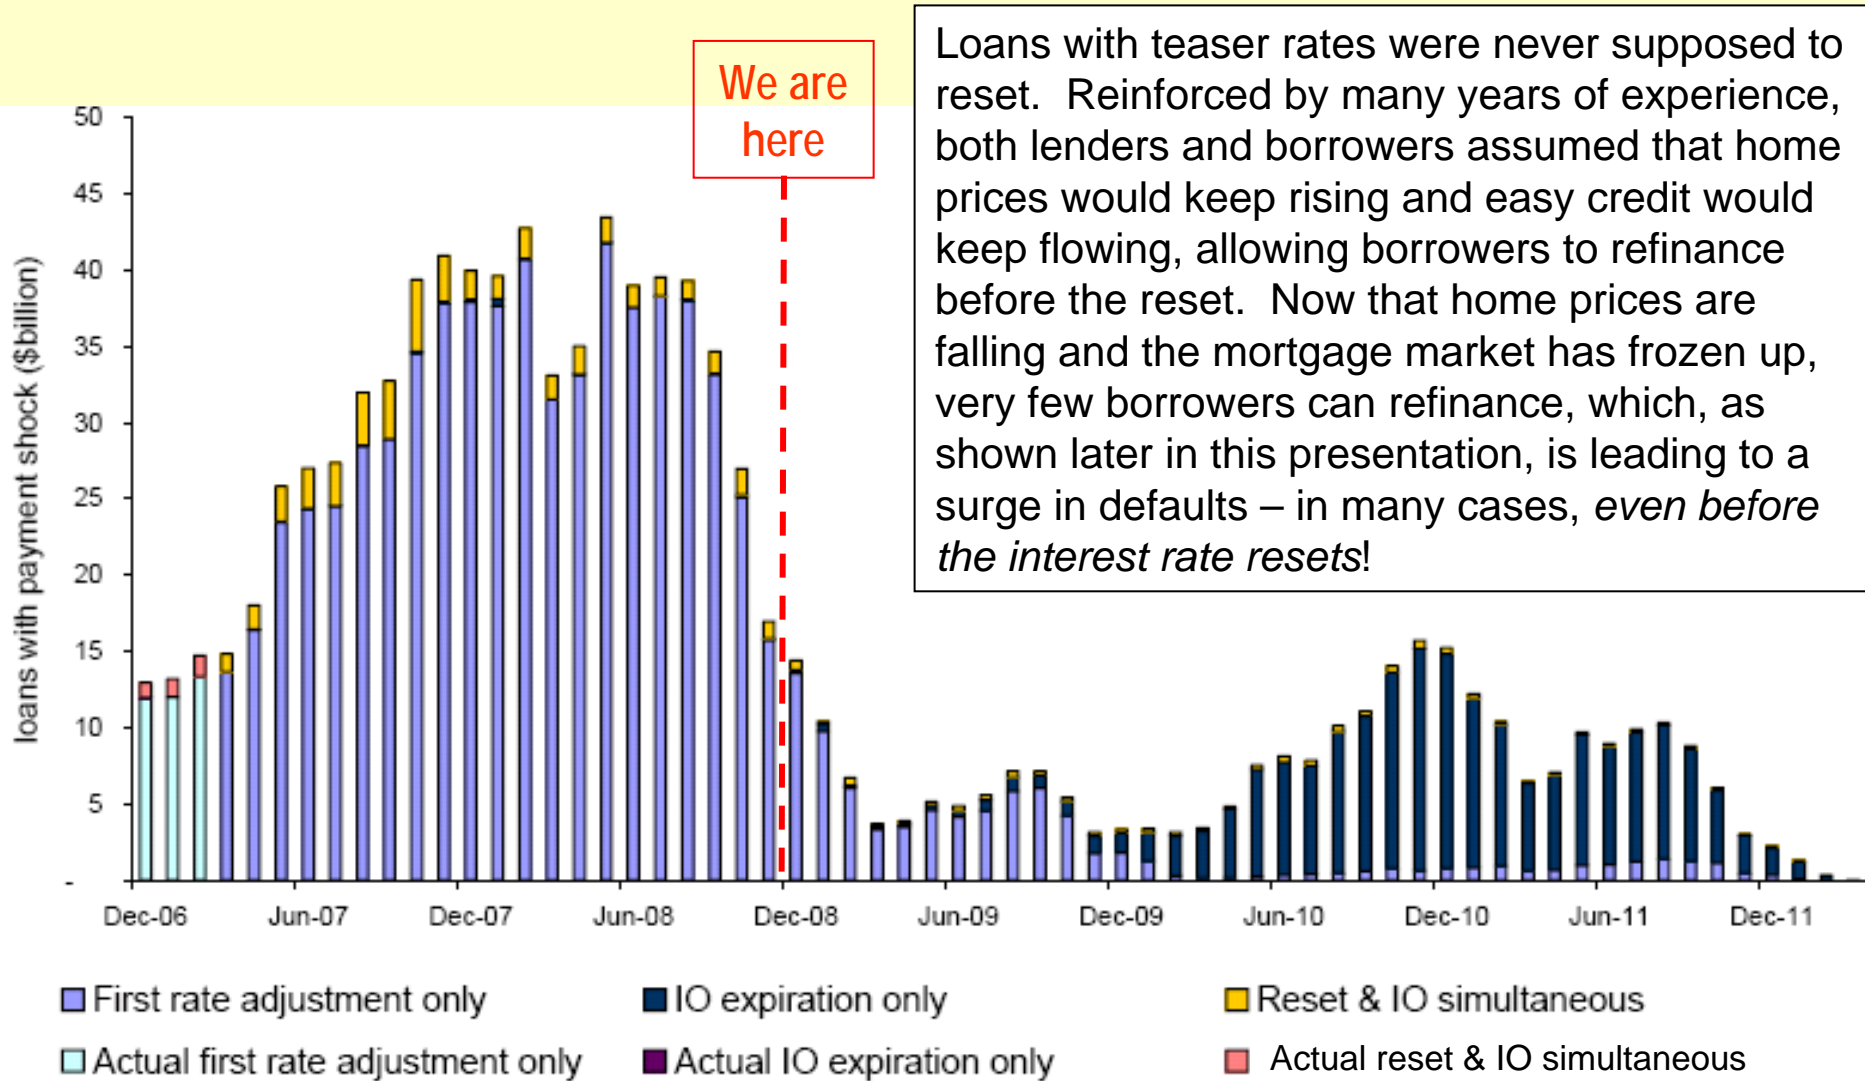 We are
here
Loans with teaser rates were never supposed to
reset.  Reinforced by many years of experience,
both lenders and borrowers assumed that home
prices would keep rising and easy credit would
keep flowing, allowing borrowers to refinance
before the reset.  Now that home prices are
falling and the mortgage market has frozen up,
very few borrowers can refinance, which, as
shown later in this presentation, is leading to a
surge in defaults – in many cases, even before
the interest rate resets!
loans with payment shock ($billion)
50
45
40
35
30
25
20
15
10
5
-
Dec-06 Jun-07 Dec-07 Jun-08 Dec-08 Jun-09 Dec-09 Jun-10 Dec-10 Jun-11 Dec-11
First rate adjustment only IO expiration only Reset & IO simultaneous
Actual first rate adjustment only Actual IO expiration only Actual reset & IO simultaneous